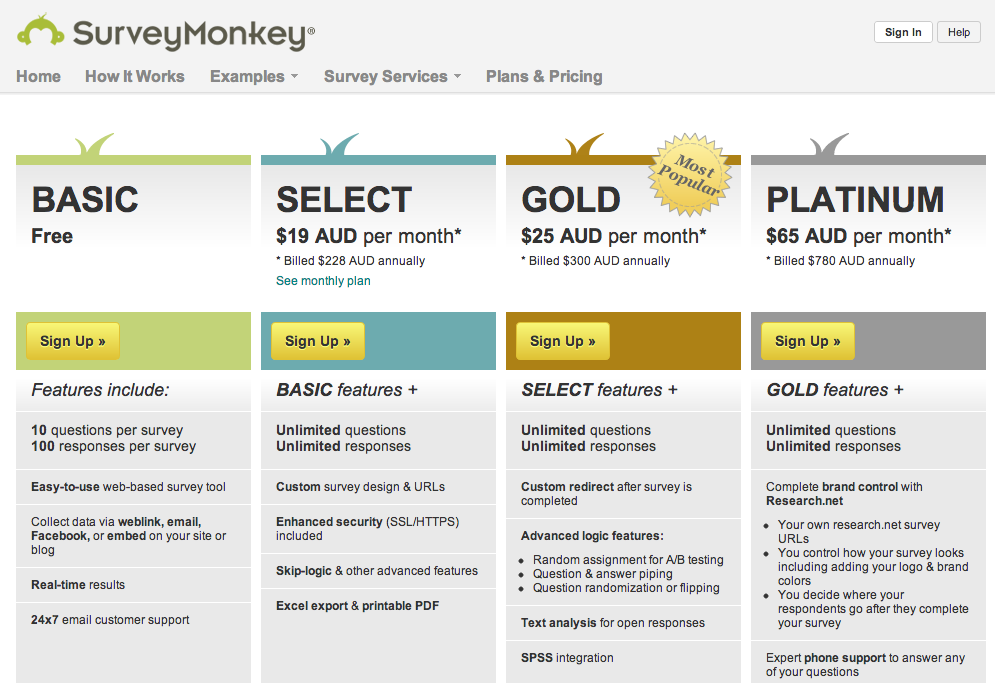 SurveyMonkey®
Sign In
Help
Home
How It Works
Examples
Survey Services
Plans & Pricing
BASIC
Free
Sign Up »
Features include:
10 questions per survey
100 responses per survey
Easy-to-use web-based survey tool
Collect data via weblink, email,
Facebook, or embed on your site or
blog
Real-time results
24x7 email customer support
SELECT
$19 AUD per month*
* Billed $228 AUD annually
See monthly plan
Sign Up »
BASIC features +
Unlimited questions
Unlimited responses
Custom survey design & URLs
Enhanced security (SSL/HTTPS)
included
Skip-logic & other advanced features
Excel export & printable PDF
Most
Popular
GOLD
$25 AUD per month*
* Billed $300 AUD annually
Sign Up »
SELECT features +
Unlimited questions
Unlimited responses
Custom redirect after survey is
completed
Advanced logic features:
• Random assignment for A/B testing
• Question & answer piping
• Question randomization or flipping
Text analysis for open responses
SPSS integration
PLATINUM
$65 AUD per month*
* Billed $780 AUD annually
Sign Up »
GOLD features +
Unlimited questions
Unlimited responses
Complete brand control with
Research.net
• Your own research.net survey
URLs
• You control how your survey looks
including adding your logo & brand
colors
• You decide where your
respondents go after they complete
your survey
Expert phone support to answer any
of your questions